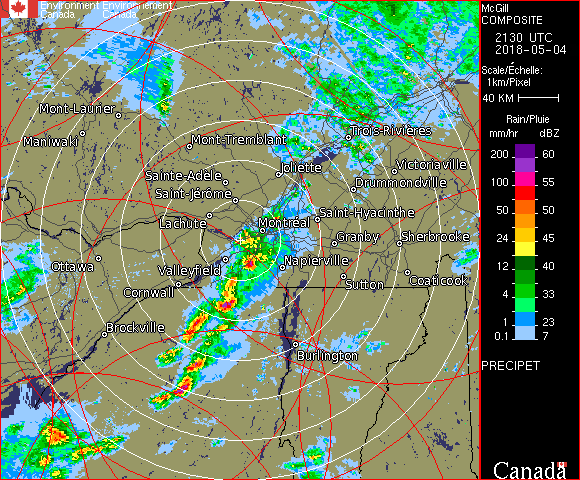 Environment Environnement
Canada Canada
McGill
COMPOSITE
2130 UTC
2018-05-04
Scale/Échelle:
1km/Pixel
40 KM
Rain/Pluie
mm/hr dBZ
200 60
100 55
50 50
24 45
12 40
4 33
2 23
0.1 7
PRECIPET
Canada
Mont-Laurier
Maniwaki
Mont-Tremblant
Trois-Rivières
Joliette
Victoriaville
Sainte-Adèle
Drummondville
Saint-Jérôme
Lachute
Saint-Hyacinthe
Montréal
Granby
Sherbrooke
Ottawa
Valleyfield
Napierville
Cornwall
Sutton
Coaticook
Brockville
Burlington